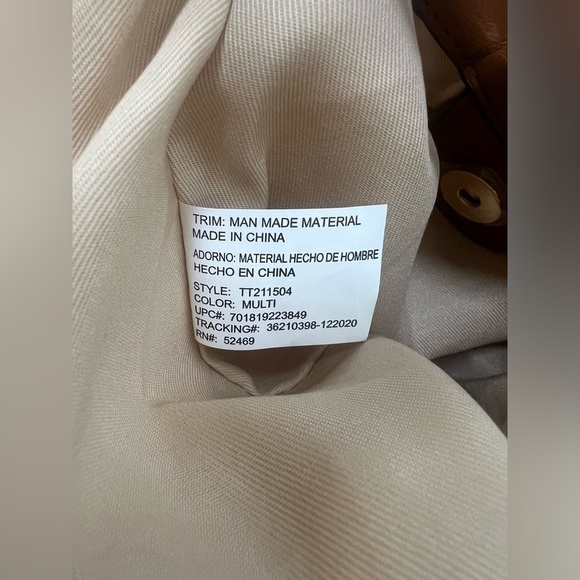 TRIM: MAN MADE MATERIAL
MADE IN CHINA
ADORNO: MATERIAL HECHO DE HOMBRE
HECHO EN CHINA
STYLE: TT211504
COLOR: MULTI
UPC#: 701819223849
TRACKING#: 36210398-122020
RN#: 52469